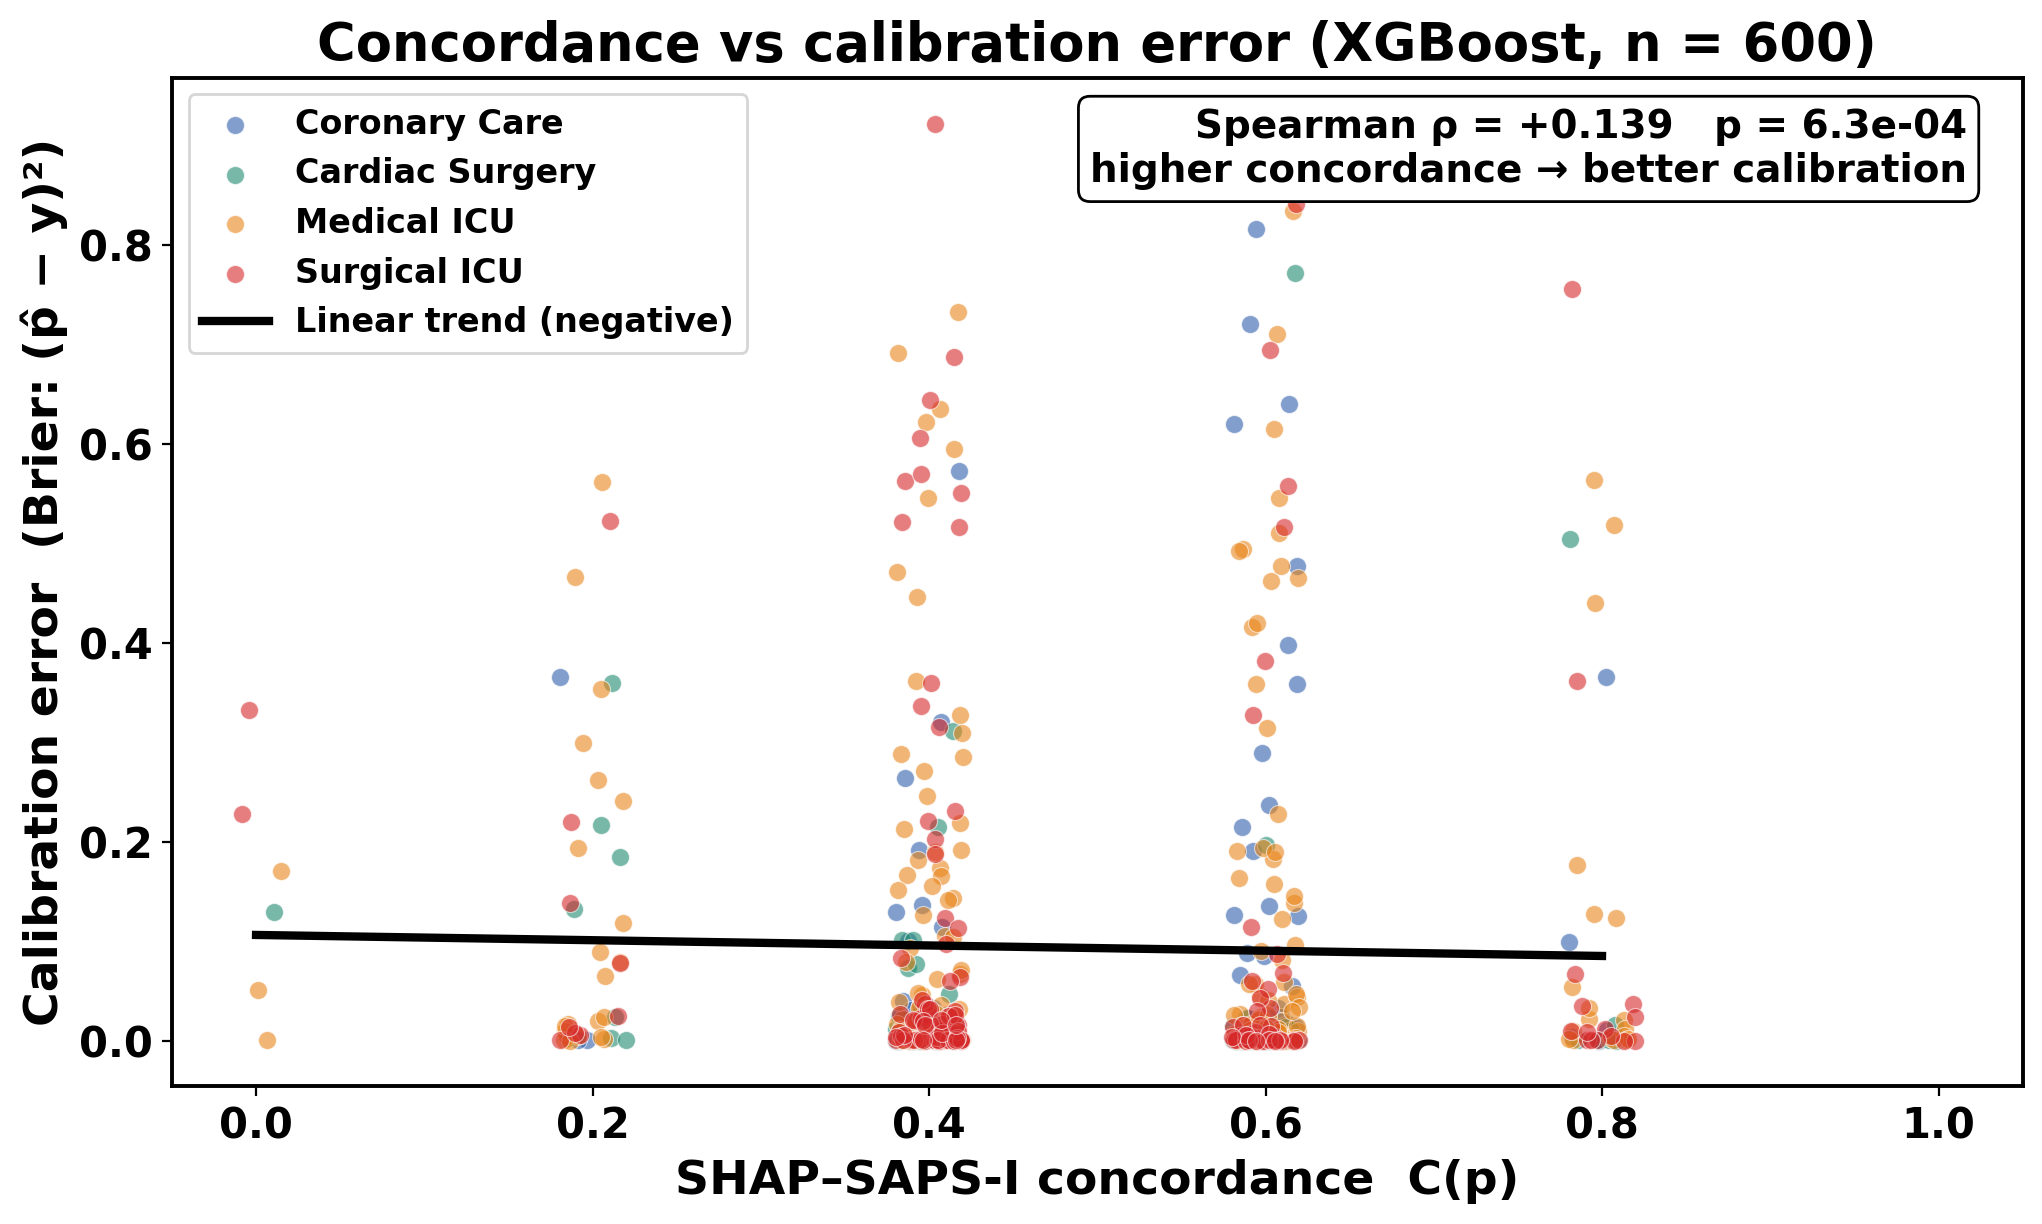 Concordance vs calibration error (XGBoost, n = 600)
Coronary Care
Cardiac Surgery
Medical ICU
Surgical ICU
Linear trend (negative)
Spearman ρ = +0.139   p = 6.3e-04
higher concordance → better calibration
Calibration error  (Brier: (p̂ − y)²)
0.8
0.6
0.4
0.2
0.0
0.0 0.2 0.4 0.6 0.8 1.0
SHAP–SAPS-I concordance  C(p)